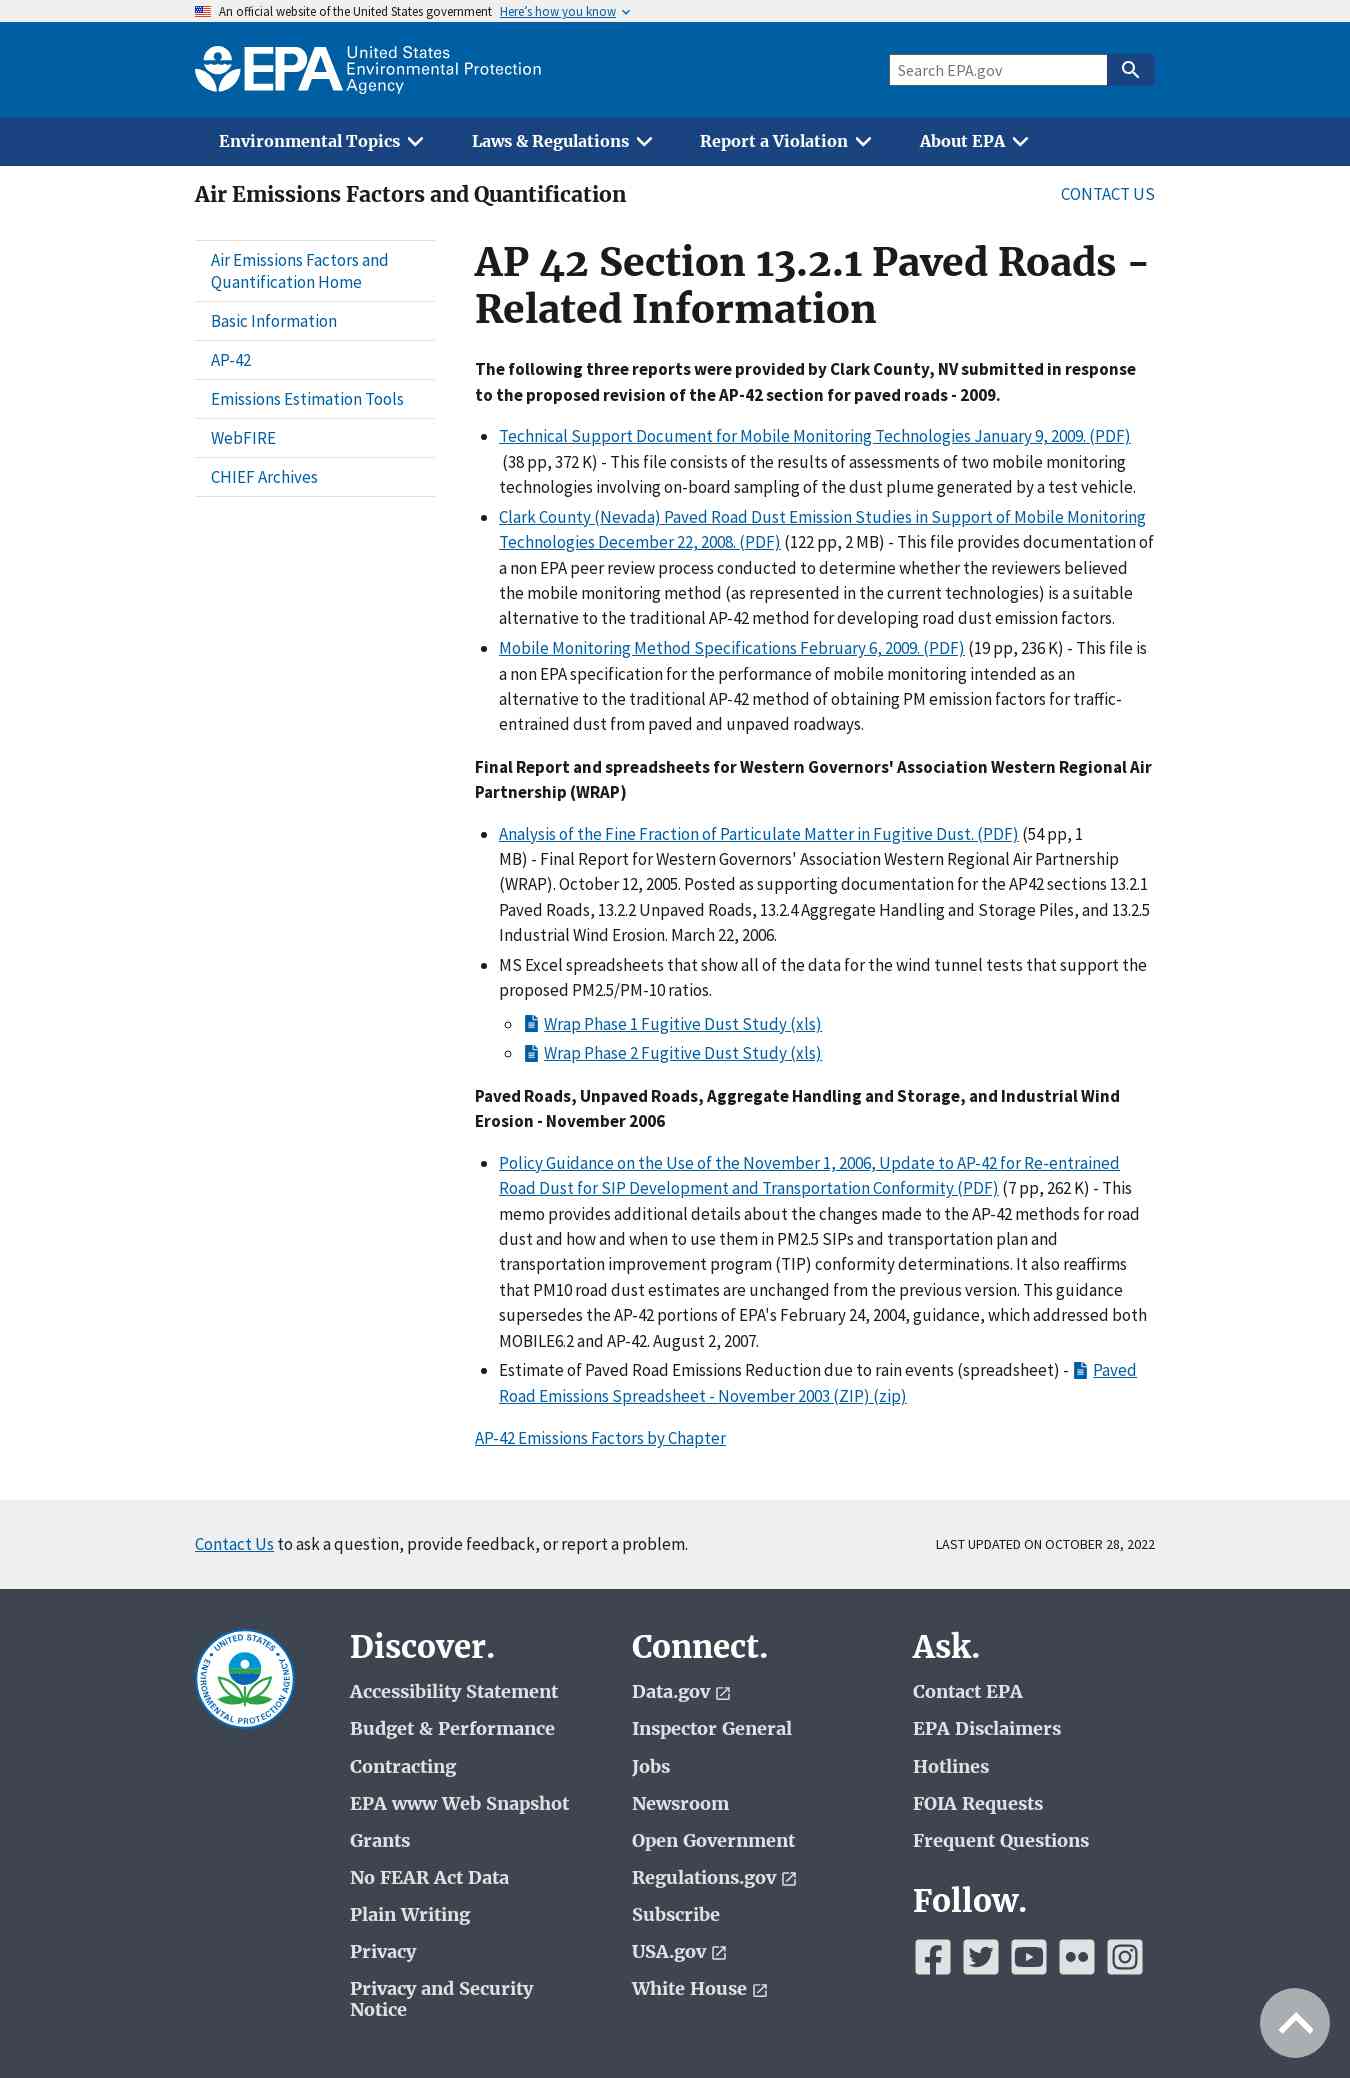 An official website of the United States government Here's how you know
EPA United States
Environmental Protection
Agency
Search EPA.gov
Environmental Topics Laws & Regulations Report a Violation About EPA
Air Emissions Factors and Quantification
CONTACT US
Air Emissions Factors and
Quantification Home
Basic Information
AP-42
Emissions Estimation Tools
WebFIRE
CHIEF Archives
AP 42 Section 13.2.1 Paved Roads -
Related Information
The following three reports were provided by Clark County, NV submitted in response
to the proposed revision of the AP-42 section for paved roads - 2009.
Technical Support Document for Mobile Monitoring Technologies January 9, 2009. (PDF)
(38 pp, 372 K) - This file consists of the results of assessments of two mobile monitoring
technologies involving on-board sampling of the dust plume generated by a test vehicle.
Clark County (Nevada) Paved Road Dust Emission Studies in Support of Mobile Monitoring
Technologies December 22, 2008. (PDF) (122 pp, 2 MB) - This file provides documentation of
a non EPA peer review process conducted to determine whether the reviewers believed
the mobile monitoring method (as represented in the current technologies) is a suitable
alternative to the traditional AP-42 method for developing road dust emission factors.
Mobile Monitoring Method Specifications February 6, 2009. (PDF) (19 pp, 236 K) - This file is
a non EPA specification for the performance of mobile monitoring intended as an
alternative to the traditional AP-42 method of obtaining PM emission factors for traffic-
entrained dust from paved and unpaved roadways.
Final Report and spreadsheets for Western Governors' Association Western Regional Air
Partnership (WRAP)
Analysis of the Fine Fraction of Particulate Matter in Fugitive Dust. (PDF) (54 pp, 1
MB) - Final Report for Western Governors' Association Western Regional Air Partnership
(WRAP). October 12, 2005. Posted as supporting documentation for the AP42 sections 13.2.1
Paved Roads, 13.2.2 Unpaved Roads, 13.2.4 Aggregate Handling and Storage Piles, and 13.2.5
Industrial Wind Erosion. March 22, 2006.
MS Excel spreadsheets that show all of the data for the wind tunnel tests that support the
proposed PM2.5/PM-10 ratios.
Wrap Phase 1 Fugitive Dust Study (xls)
Wrap Phase 2 Fugitive Dust Study (xls)
Paved Roads, Unpaved Roads, Aggregate Handling and Storage, and Industrial Wind
Erosion - November 2006
Policy Guidance on the Use of the November 1, 2006, Update to AP-42 for Re-entrained
Road Dust for SIP Development and Transportation Conformity (PDF) (7 pp, 262 K) - This
memo provides additional details about the changes made to the AP-42 methods for road
dust and how and when to use them in PM2.5 SIPs and transportation plan and
transportation improvement program (TIP) conformity determinations. It also reaffirms
that PM10 road dust estimates are unchanged from the previous version. This guidance
supersedes the AP-42 portions of EPA's February 24, 2004, guidance, which addressed both
MOBILE6.2 and AP-42. August 2, 2007.
Estimate of Paved Road Emissions Reduction due to rain events (spreadsheet) - Paved
Road Emissions Spreadsheet - November 2003 (ZIP) (zip)
AP-42 Emissions Factors by Chapter
Contact Us to ask a question, provide feedback, or report a problem.
LAST UPDATED ON OCTOBER 28, 2022
UNITED STATES ENVIRONMENTAL PROTECTION AGENCY
Discover.
Accessibility Statement
Budget & Performance
Contracting
EPA www Web Snapshot
Grants
No FEAR Act Data
Plain Writing
Privacy
Privacy and Security
Notice
Connect.
Data.gov
Inspector General
Jobs
Newsroom
Open Government
Regulations.gov
Subscribe
USA.gov
White House
Ask.
Contact EPA
EPA Disclaimers
Hotlines
FOIA Requests
Frequent Questions
Follow.